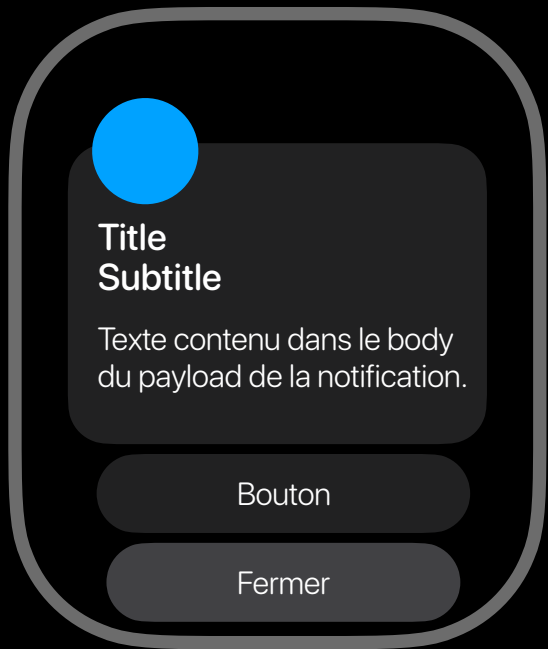 Title
Subtitle
Texte contenu dans le body
du payload de la notification.
Bouton
Fermer